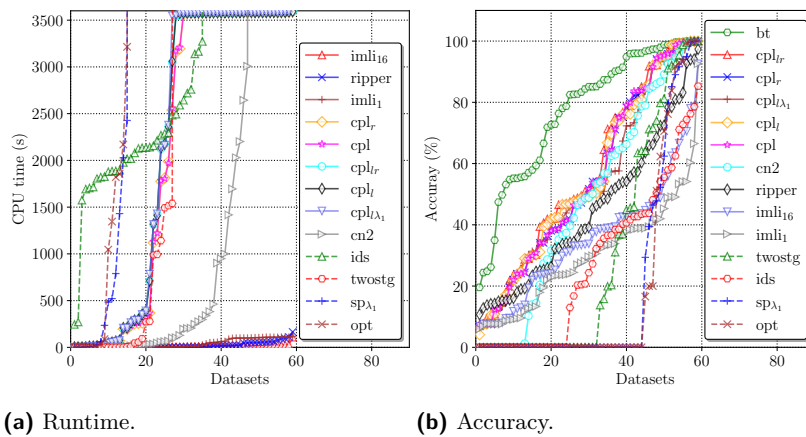 CPU time (s)
3500
3000
2500
2000
1600
1000
500
0
0 20 40 60 80
Datasets
imli₁₆
ripper
imli₁
cplᵣ
cpl
cplₗᵣ
cplₗ
cplₗλ₁
cn2
ids
twostg
spλ₁
opt
Accuray (%)
100
80
60
40
20
0
0 20 40 60 80
Datasets
bt
cplₗᵣ
cplᵣ
cplₗλ₁
cplₗ
cpl
cn2
ripper
imli₁₆
imli₁
twostg
ids
spλ₁
opt
(a) Runtime.
(b) Accuracy.